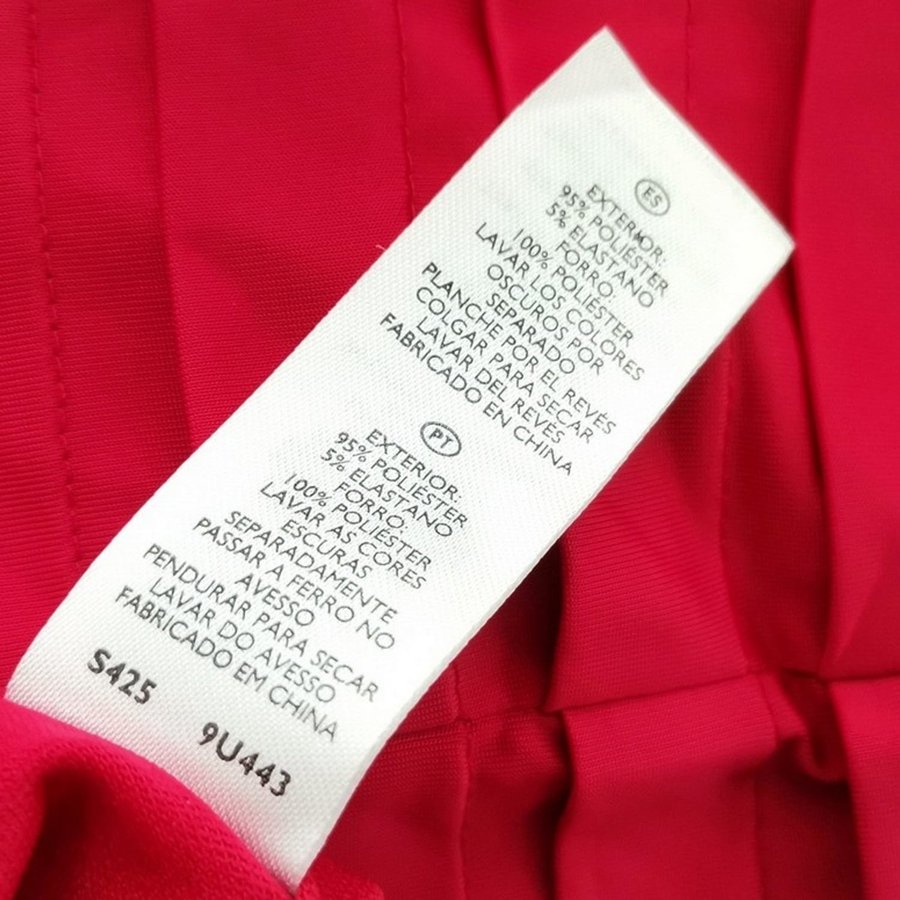 ES
EXTERIOR:
95% POLIÉSTER
5% ELASTANO
FORRO:
100% POLIÉSTER
LAVAR LOS COLORES
OSCUROS POR
SEPARADO
PLANCHE POR EL REVÉS
COLGAR PARA SECAR
LAVAR DEL REVÉS
FABRICADO EN CHINA
PT
EXTERIOR:
95% POLIÉSTER
5% ELASTANO
FORRO:
100% POLIÉSTER
LAVAR AS CORES
ESCURAS
SEPARADAMENTE
PASSAR A FERRO NO
AVESSO
PENDURAR PARA SECAR
LAVAR DO AVESSO
FABRICADO EM CHINA
S425 9U443